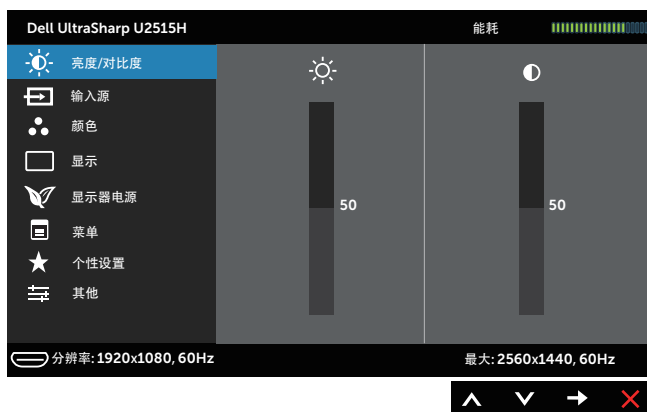 Dell UltraSharp U2515H
能耗
亮度/对比度
输入源
颜色
显示
显示器电源
菜单
个性设置
其他
50
50
分辨率: 1920x1080, 60Hz
最大: 2560x1440, 60Hz